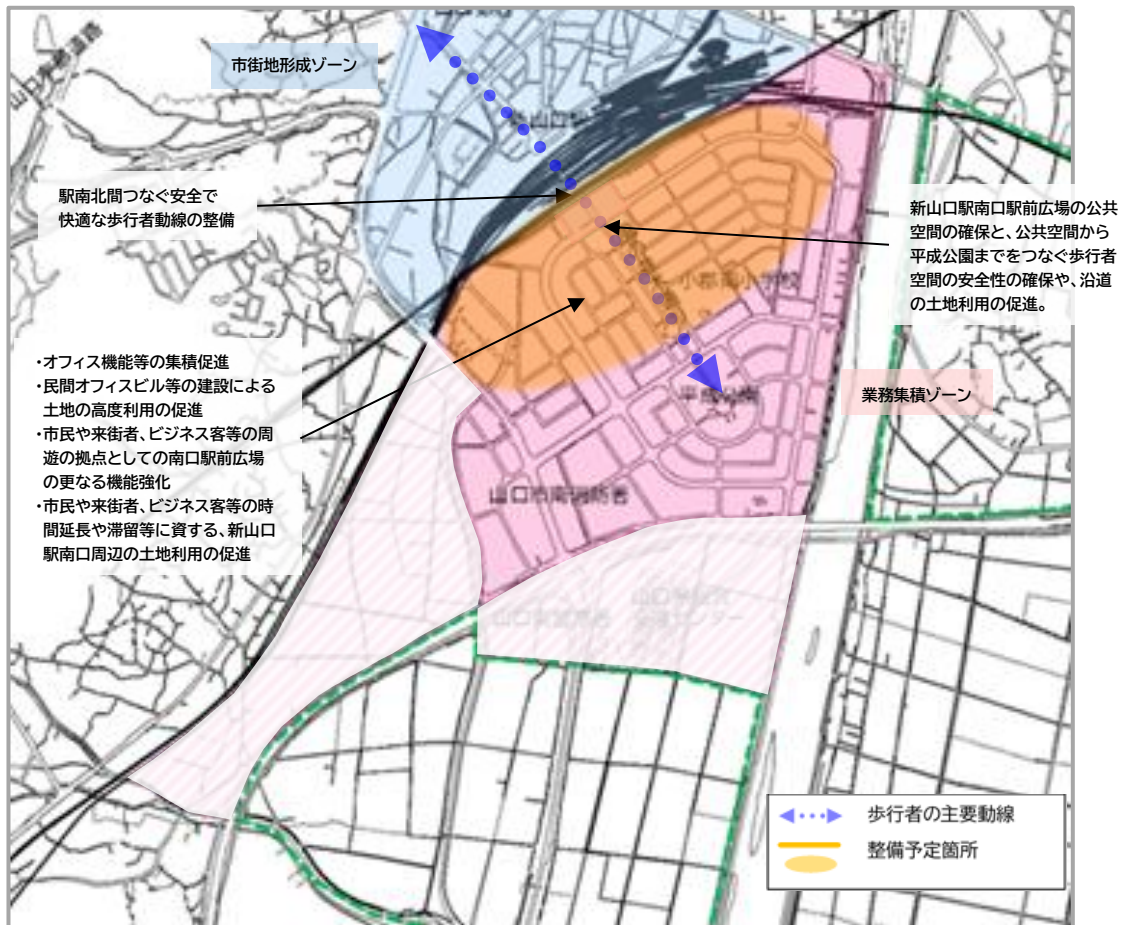 市街地形成ゾーン
駅南北間つなぐ安全で
快適な歩行者動線の整備
新山口駅南口駅前広場の公共
空間の確保と、公共空間から
平成公園までをつなぐ歩行者
空間の安全性の確保や、沿道
の土地利用の促進。
小郡南小学校
・オフィス機能等の集積促進
・民間オフィスビル等の建設による
土地の高度利用の促進
・市民や来街者、ビジネス客等の周
遊の拠点としての南口駅前広場
の更なる機能強化
・市民や来街者、ビジネス客等の時
間延長や滞留等に資する、新山口
駅南口周辺の土地利用の促進
業務集積ゾーン
平成公園
山口市南消防署
歩行者の主要動線
整備予定箇所